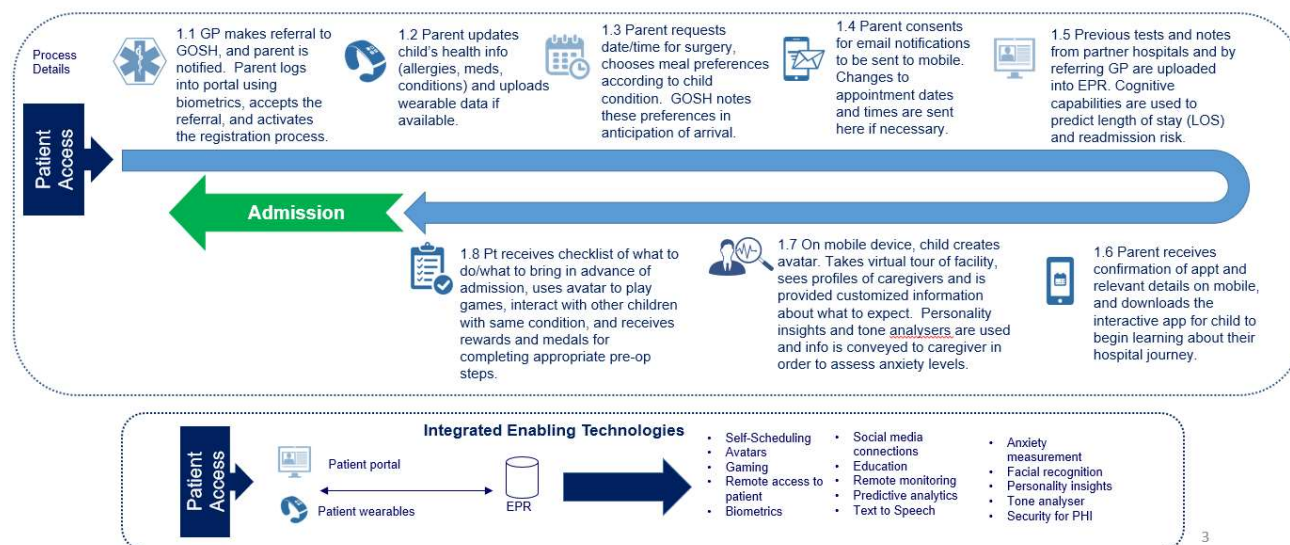 Process
Details
Patient
Access
1.1 GP makes referral to
GOSH, and parent is
notified. Parent logs
into portal using
biometrics, accepts the
referral, and activates
the registration process.
1.2 Parent updates
child's health info
(allergies, meds,
conditions) and uploads
wearable data if
available.
1.3 Parent requests
date/time for surgery,
chooses meal preferences
according to child
condition. GOSH notes
these preferences in
anticipation of arrival.
1.4 Parent consents
for email notifications
to be sent to mobile.
Changes to
appointment dates
and times are sent
here if necessary.
1.5 Previous tests and notes
from partner hospitals and by
referring GP are uploaded
into EPR. Cognitive
capabilities are used to
predict length of stay (LOS)
and readmission risk.
Admission
1.8 Pt receives checklist of what to
do/what to bring in advance of
admission, uses avatar to play
games, interact with other children
with same condition, and receives
rewards and medals for
completing appropriate pre-op
steps.
1.7 On mobile device, child creates
avatar. Takes virtual tour of facility,
sees profiles of caregivers and is
provided customized information
about what to expect. Personality
insights and tone analysers are used
and info is conveyed to caregiver in
order to assess anxiety levels.
1.6 Parent receives
confirmation of appt and
relevant details on mobile,
and downloads the
interactive app for child to
begin learning about their
hospital journey.
Integrated Enabling Technologies
Patient
Access
Patient portal
Patient wearables
EPR
• Self-Scheduling
• Avatars
• Gaming
• Remote access to
patient
• Biometrics
• Social media
connections
• Education
• Remote monitoring
• Predictive analytics
• Text to Speech
• Anxiety
measurement
• Facial recognition
• Personality insights
• Tone analyser
• Security for PHI
3